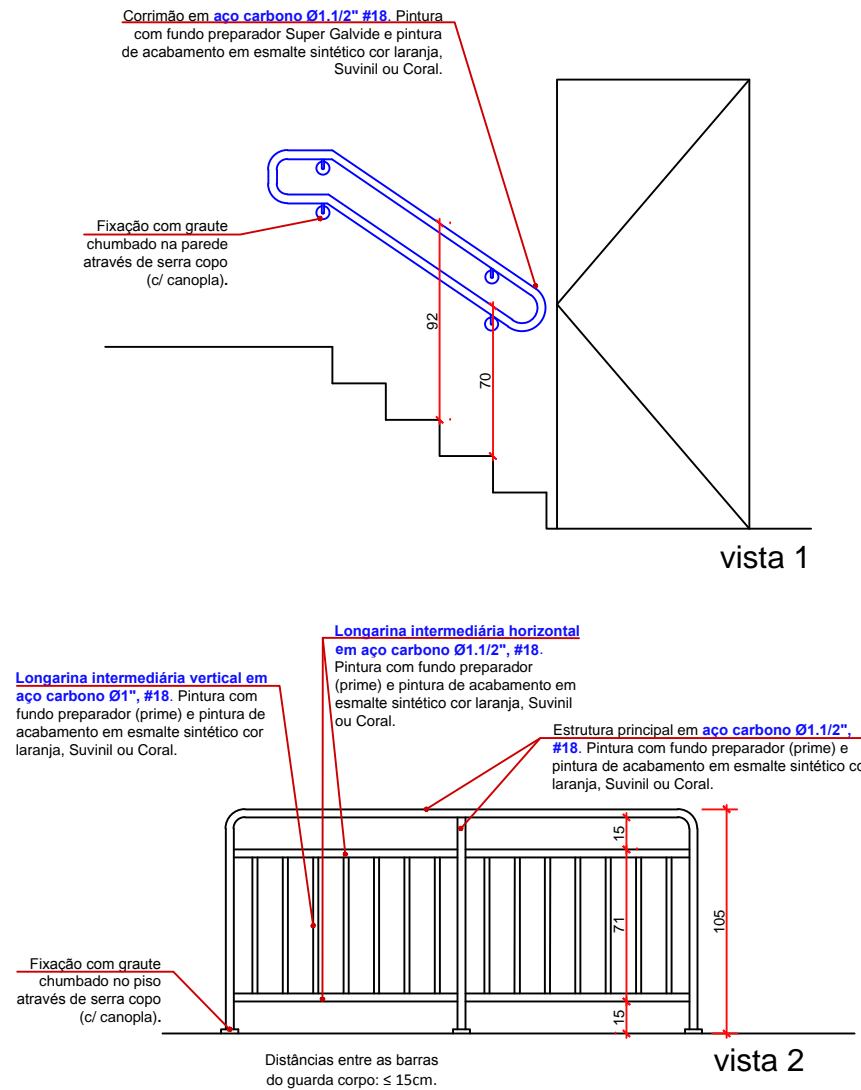 Corrimão em aço carbono Ø1.1/2" #18. Pintura
com fundo preparador Super Galvide e pintura
de acabamento em esmalte sintético cor laranja,
Suvinil ou Coral.
Fixação com graute
chumbado na parede
através de serra copo
(c/ canopla).
92
70
vista 1
Longarina intermediária horizontal
em aço carbono Ø1.1/2", #18.
Pintura com fundo preparador
(prime) e pintura de acabamento em
esmalte sintético cor laranja, Suvinil
ou Coral.
Longarina intermediária vertical em
aço carbono Ø1", #18. Pintura com
fundo preparador (prime) e pintura de
acabamento em esmalte sintético cor
laranja, Suvinil ou Coral.
Estrutura principal em aço carbono Ø1.1/2",
#18. Pintura com fundo preparador (prime) e
pintura de acabamento em esmalte sintético co
laranja, Suvinil ou Coral.
15
71
105
15
Fixação com graute
chumbado no piso
através de serra copo
(c/ canopla).
Distâncias entre as barras
do guarda corpo: ≤ 15cm.
vista 2